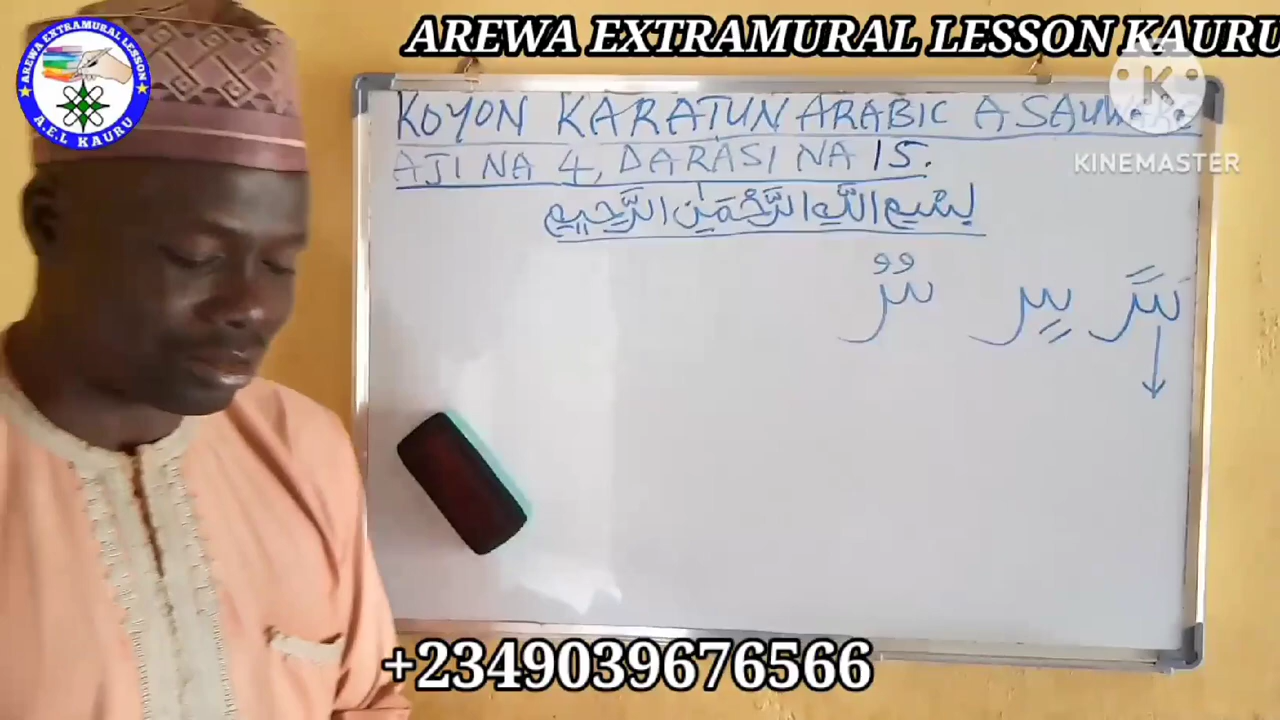 AREWA EXTRAMURAL LESSON KAURU
AREWA EXTRAMURAL LESSON
A.E.L KAURU
K
KINEMASTER
KOYON KARATUN ARABIC A SAUWAKE
AJI NA 4, DARASI NA 15.
بِسْمِ اللَّهِ الرَّحْمَنِ الرَّحِيمِ
+2349039676566